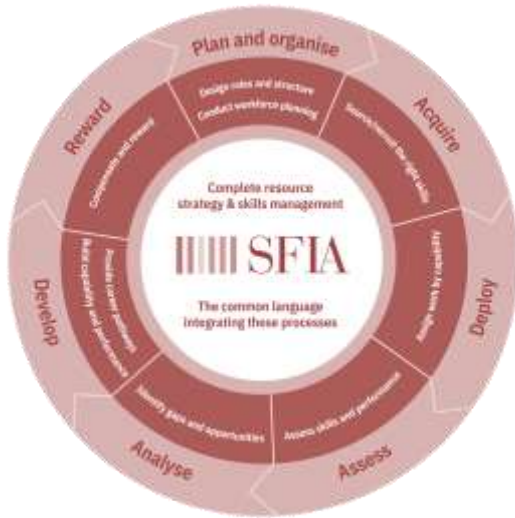 Plan and organise
Design roles and structure
Conduct workforce planning
Acquire
Source/recruit the right skills
Deploy
Assign work by capability
Assess
Assess skills and performance
Analyse
Identify gaps and opportunities
Develop
Provide career pathways
Build capability and
Reward
Compensate and reward
Complete resource
strategy & skills management
SFIA
The common language
integrating these processes